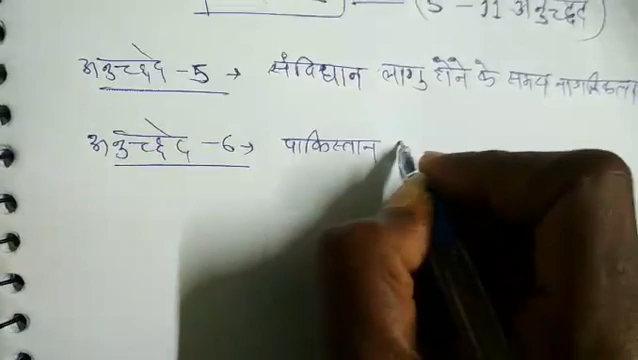 (5 - 11 अनुच्छेद)
अनुच्छेद - 5 → संविधान लागु होने के समय नागरिकता
अनुच्छेद - 6 → पाकिस्तान